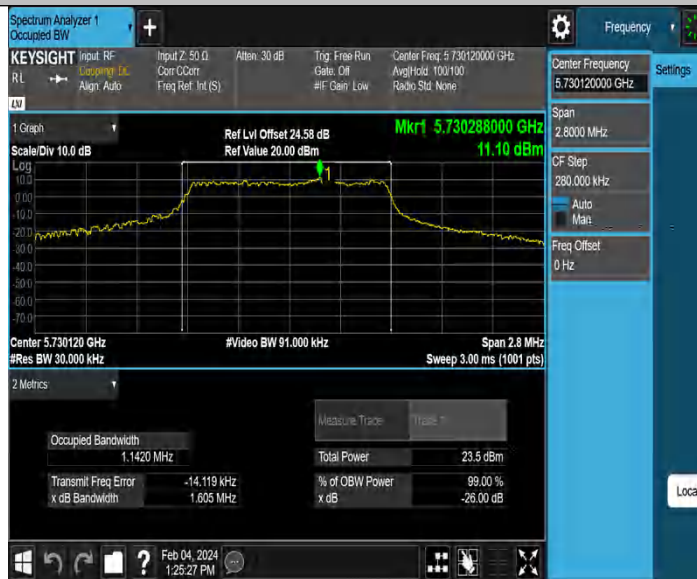 Spectrum Analyzer 1
Occupied BW
+
Frequency
KEYSIGHT
RL
Input: RF
Coupling: DC
Align: Auto
Input Z: 50 Ω
Corr CCorr
Freq Ref: Int (S)
Atten: 30 dB
Trig: Free Run
Gate: Off
#IF Gain: Low
Center Freq: 5.730120000 GHz
Avg|Hold: 100/100
Radio Std: None
LXI
1 Graph
Scale/Div 10.0 dB
Ref Lvl Offset 24.58 dB
Ref Value 20.00 dBm
Mkr1 5.730288000 GHz
11.10 dBm
Log
10.0
0.00
-10.0
-20.0
-30.0
-40.0
-50.0
-60.0
-70.0
1
Center 5.730120 GHz
#Res BW 30.000 kHz
#Video BW 91.000 kHz
Span 2.8 MHz
Sweep 3.00 ms (1001 pts)
2 Metrics
Measure Trace
Trace 1
Occupied Bandwidth
1.1420 MHz
Total Power
23.5 dBm
Transmit Freq Error
-14.119 kHz
% of OBW Power
99.00 %
x dB Bandwidth
1.605 MHz
x dB
-26.00 dB
Center Frequency
5.730120000 GHz
Settings
Span
2.8000 MHz
CF Step
280.000 kHz
Auto
Man
Freq Offset
0 Hz
Loca
?
Feb 04, 2024
1:25:27 PM